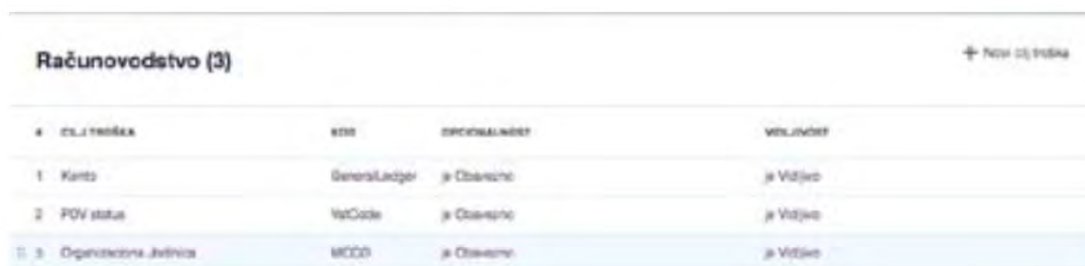 Računovodstvo (3)
+ Novi cilj troška
# CILJ TROŠKA KOD OPCIONALNOST VIDLJIVOST
1 Konto GeneralLedger je Obavezno je Vidljivo
2 PDV status VatCode je Obavezno je Vidljivo
3 Organizaciona Jedinica je Obavezno je Vidljivo